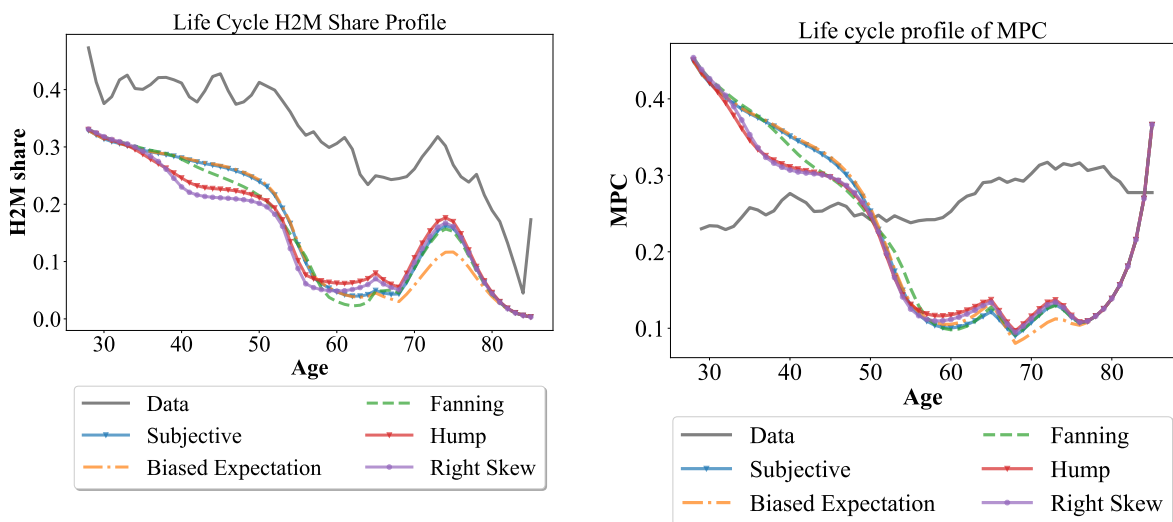 Life Cycle H2M Share Profile
H2M share
0.4
0.3
0.2
0.1
0.0
30 40 50 60 70 80
Age
Data
Subjective
Biased Expectation
Fanning
Hump
Right Skew
Life cycle profile of MPC
MPC
0.4
0.3
0.2
0.1
30 40 50 60 70 80
Age
Data
Subjective
Biased Expectation
Fanning
Hump
Right Skew